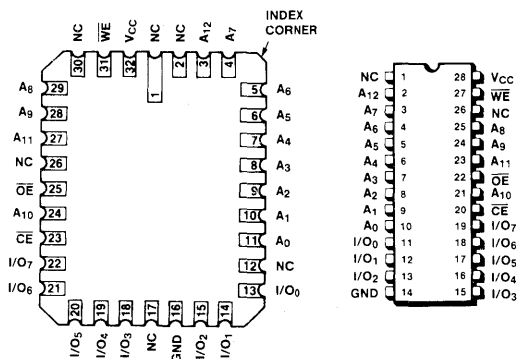 INDEX
CORNER
NC W̅E̅ VCC NC NC A12 A7
30 31 32 1 2 3 4
A8 29 5 A6
A9 28 6 A5
A11 27 7 A4
NC 26 8 A3
O̅E̅ 25 9 A2
A10 24 10 A1
C̅E̅ 23 11 A0
I/O7 22 12 NC
I/O6 21 13 I/O0
20 19 18 17 16 15 14
I/O5 I/O4 I/O3 NC GND I/O2 I/O1
NC 1 28 VCC
A12 2 27 W̅E̅
A7 3 26 NC
A6 4 25 A8
A5 5 24 A9
A4 6 23 A11
A3 7 22 O̅E̅
A2 8 21 A10
A1 9 20 C̅E̅
A0 10 19 I/O7
I/O0 11 18 I/O6
I/O1 12 17 I/O5
I/O2 13 16 I/O4
GND 14 15 I/O3